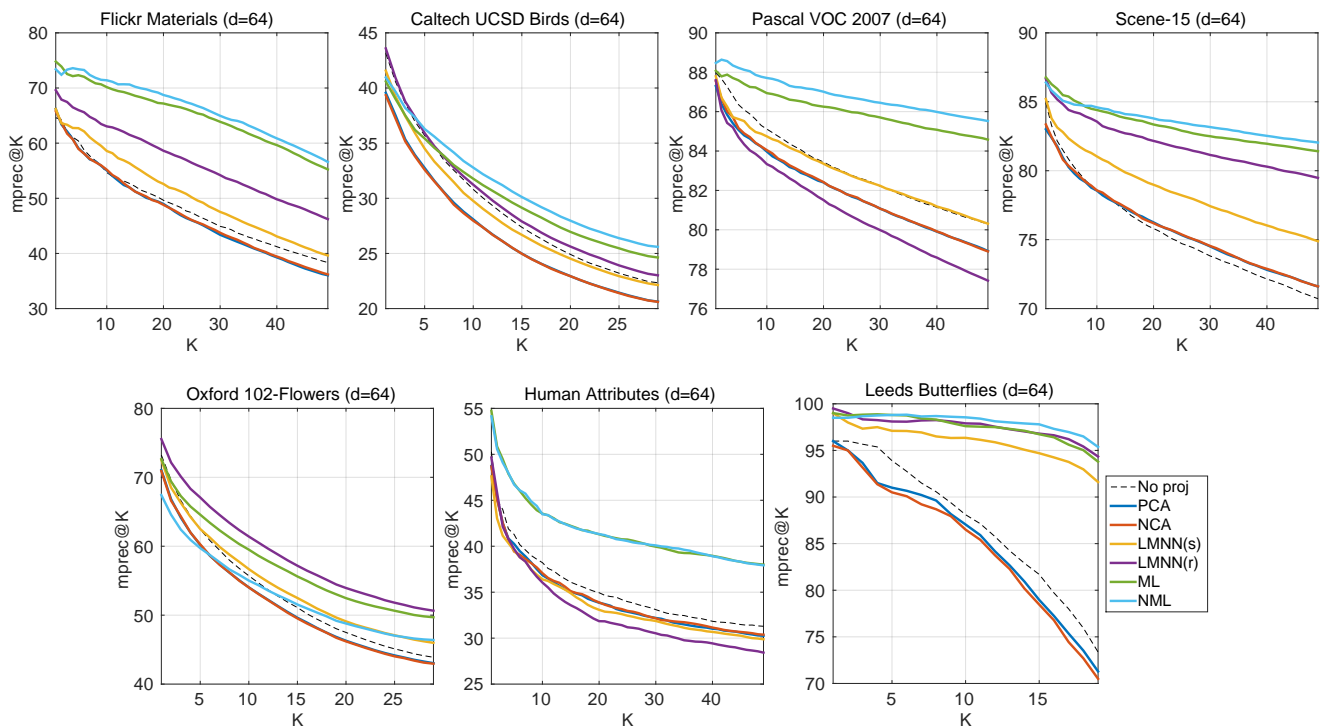 Flickr Materials (d=64)
80
70
60
50
40
30
10
20
30
40
K
mprec@K
Caltech UCSD Birds (d=64)
45
40
35
30
25
20
5
10
15
20
25
K
mprec@K
Pascal VOC 2007 (d=64)
90
88
86
84
82
80
78
76
10
20
30
40
K
mprec@K
Scene-15 (d=64)
90
85
80
75
70
10
20
30
40
K
mprec@K
Oxford 102-Flowers (d=64)
80
70
60
50
40
5
10
15
20
25
K
mprec@K
Human Attributes (d=64)
55
50
45
40
35
30
25
10
20
30
40
K
mprec@K
Leeds Butterflies (d=64)
100
95
90
85
80
75
70
5
10
15
K
mprec@K
No proj
PCA
NCA
LMNN(s)
LMNN(r)
ML
NML